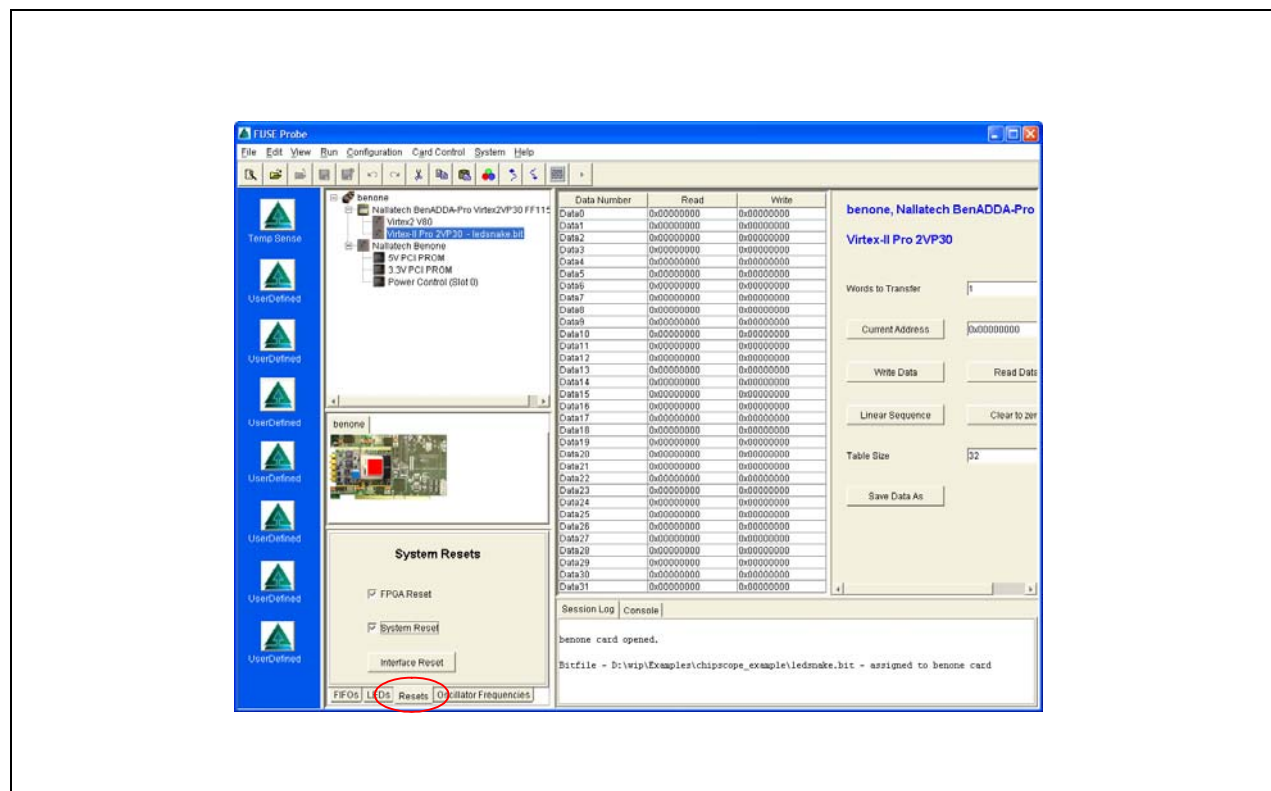 FUSE Probe
File Edit View Run Configuration Card Control System Help
Temp Sense
UserDefined
UserDefined
UserDefined
UserDefined
UserDefined
UserDefined
UserDefined
benone
Nallatech BenADDA-Pro Virtex2VP30 FF115
Virtex2 V80
Virtex-II Pro 2VP30 - ledsnake.bit
Nallatech Benone
5V PCI PROM
3.3V PCI PROM
Power Control (Slot 0)
benone
System Resets
FPGA Reset
System Reset
Interface Reset
FIFOs LEDs Resets Oscillator Frequencies
Data Number Read Write
Data0 0x00000000 0x00000000
Data1 0x00000000 0x00000000
Data2 0x00000000 0x00000000
Data3 0x00000000 0x00000000
Data4 0x00000000 0x00000000
Data5 0x00000000 0x00000000
Data6 0x00000000 0x00000000
Data7 0x00000000 0x00000000
Data8 0x00000000 0x00000000
Data9 0x00000000 0x00000000
Data10 0x00000000 0x00000000
Data11 0x00000000 0x00000000
Data12 0x00000000 0x00000000
Data13 0x00000000 0x00000000
Data14 0x00000000 0x00000000
Data15 0x00000000 0x00000000
Data16 0x00000000 0x00000000
Data17 0x00000000 0x00000000
Data18 0x00000000 0x00000000
Data19 0x00000000 0x00000000
Data20 0x00000000 0x00000000
Data21 0x00000000 0x00000000
Data22 0x00000000 0x00000000
Data23 0x00000000 0x00000000
Data24 0x00000000 0x00000000
Data25 0x00000000 0x00000000
Data26 0x00000000 0x00000000
Data27 0x00000000 0x00000000
Data28 0x00000000 0x00000000
Data29 0x00000000 0x00000000
Data30 0x00000000 0x00000000
Data31 0x00000000 0x00000000
benone, Nallatech BenADDA-Pro
Virtex-II Pro 2VP30
Words to Transfer 1
Current Address 0x00000000
Write Data Read Data
Linear Sequence Clear to zer
Table Size 32
Save Data As
Session Log Console
benone card opened.
Bitfile - D:\wip\Examples\chipscope_example\ledsnake.bit - assigned to benone card